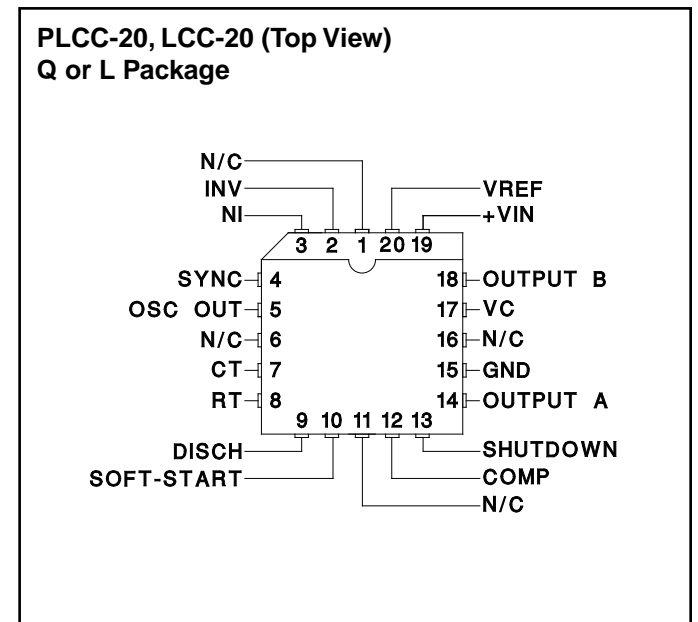 PLCC-20, LCC-20 (Top View)
Q or L Package
N/C
INV
NI
VREF
+VIN
3 2 1 20 19
SYNC 4
OSC OUT 5
N/C 6
CT 7
RT 8
18 OUTPUT B
17 VC
16 N/C
15 GND
14 OUTPUT A
9 10 11 12 13
DISCH
SOFT-START
SHUTDOWN
COMP
N/C